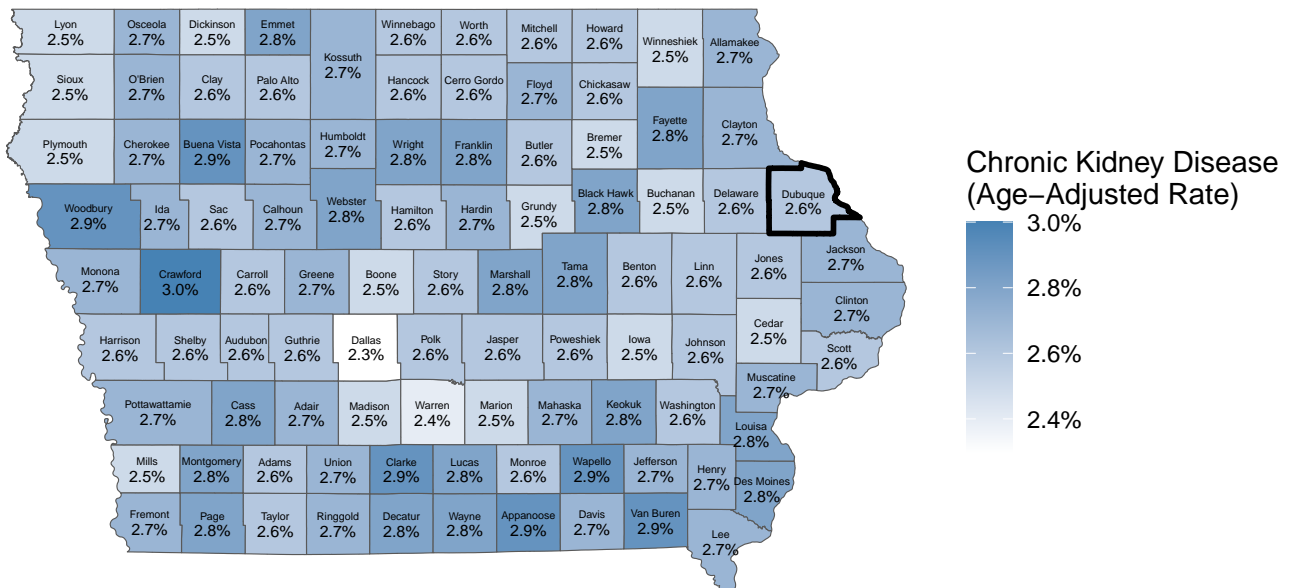 Lyon
2.5%
Osceola
2.7%
Dickinson
2.5%
Emmet
2.8%
Kossuth
2.7%
Winnebago
2.6%
Worth
2.6%
Mitchell
2.6%
Howard
2.6%
Winneshiek
2.5%
Allamakee
2.7%
Sioux
2.5%
O'Brien
2.7%
Clay
2.6%
Palo Alto
2.6%
Hancock
2.6%
Cerro Gordo
2.6%
Floyd
2.7%
Chickasaw
2.6%
Fayette
2.8%
Clayton
2.7%
Plymouth
2.5%
Cherokee
2.7%
Buena Vista
2.9%
Pocahontas
2.7%
Humboldt
2.7%
Wright
2.8%
Franklin
2.8%
Butler
2.6%
Bremer
2.5%
Woodbury
2.9%
Ida
2.7%
Sac
2.6%
Calhoun
2.7%
Webster
2.8%
Hamilton
2.6%
Hardin
2.7%
Grundy
2.5%
Black Hawk
2.8%
Buchanan
2.5%
Delaware
2.6%
Dubuque
2.6%
Monona
2.7%
Crawford
3.0%
Carroll
2.6%
Greene
2.7%
Boone
2.5%
Story
2.6%
Marshall
2.8%
Tama
2.8%
Benton
2.6%
Linn
2.6%
Jones
2.6%
Jackson
2.7%
Clinton
2.7%
Harrison
2.6%
Shelby
2.6%
Audubon
2.6%
Guthrie
2.6%
Dallas
2.3%
Polk
2.6%
Jasper
2.6%
Poweshiek
2.6%
Iowa
2.5%
Johnson
2.6%
Cedar
2.5%
Scott
2.6%
Muscatine
2.7%
Pottawattamie
2.7%
Cass
2.8%
Adair
2.7%
Madison
2.5%
Warren
2.4%
Marion
2.5%
Mahaska
2.7%
Keokuk
2.8%
Washington
2.6%
Louisa
2.8%
Mills
2.5%
Montgomery
2.8%
Adams
2.6%
Union
2.7%
Clarke
2.9%
Lucas
2.8%
Monroe
2.6%
Wapello
2.9%
Jefferson
2.7%
Henry
2.7%
Des Moines
2.8%
Fremont
2.7%
Page
2.8%
Taylor
2.6%
Ringgold
2.7%
Decatur
2.8%
Wayne
2.8%
Appanoose
2.9%
Davis
2.7%
Van Buren
2.9%
Lee
2.7%
Chronic Kidney Disease
(Age−Adjusted Rate)
3.0%
2.8%
2.6%
2.4%